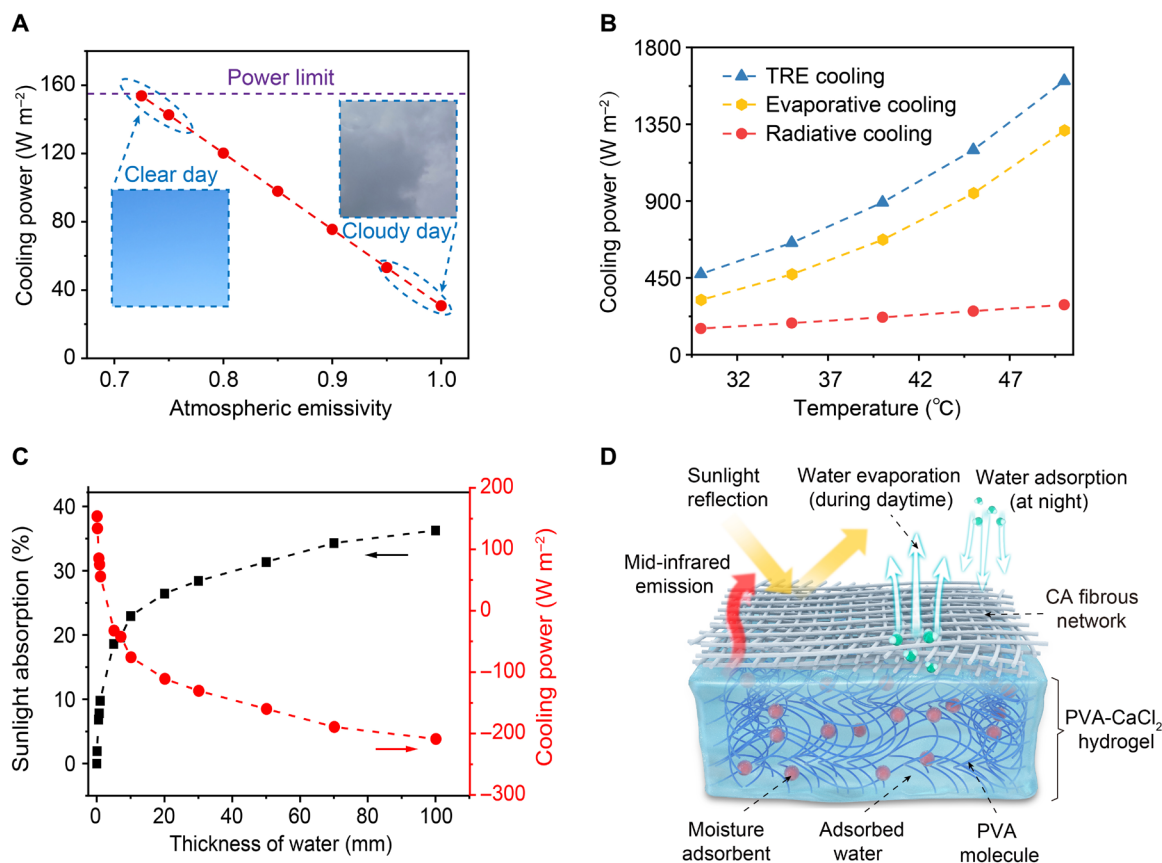 A
Cooling power (W m⁻²)
160
120
80
40
0
Power limit
Clear day
Cloudy day
0.7 0.8 0.9 1.0
Atmospheric emissivity
B
Cooling power (W m⁻²)
1800
1350
900
450
0
TRE cooling
Evaporative cooling
Radiative cooling
32 37 42 47
Temperature (℃)
C
Sunlight absorption (%)
40
30
20
10
0
200
100
0
−100
−200
−300
Cooling power (W m⁻²)
0 20 40 60 80 100
Thickness of water (mm)
D
Sunlight
reflection
Water evaporation
(during daytime)
Water adsorption
(at night)
Mid-infrared
emission
CA fibrous
network
PVA-CaCl₂
hydrogel
Moisture
adsorbent
Adsorbed
water
PVA
molecule